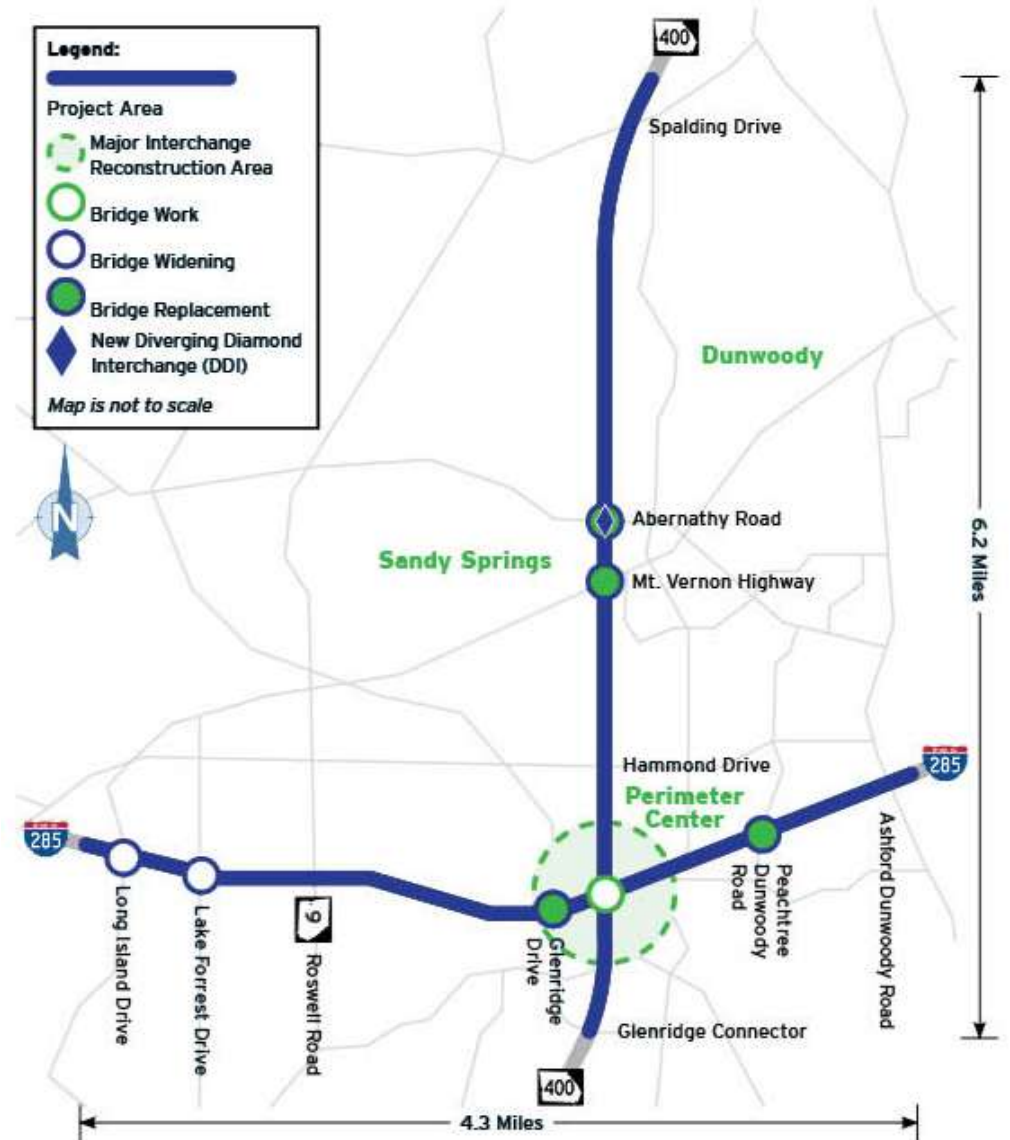 Legend:
Project Area
Major Interchange
Reconstruction Area
Bridge Work
Bridge Widening
Bridge Replacement
New Diverging Diamond
Interchange (DDI)
Map is not to scale
N
400
Spalding Drive
Dunwoody
Abernathy Road
Sandy Springs
Mt. Vernon Highway
6.2 Miles
Hammond Drive
Perimeter
Center
285
285
Long Island Drive
Lake Forrest Drive
9
Roswell Road
Glenridge
Drive
Peachtree
Dunwoody
Road
Ashford Dunwoody Road
Glenridge Connector
400
4.3 Miles